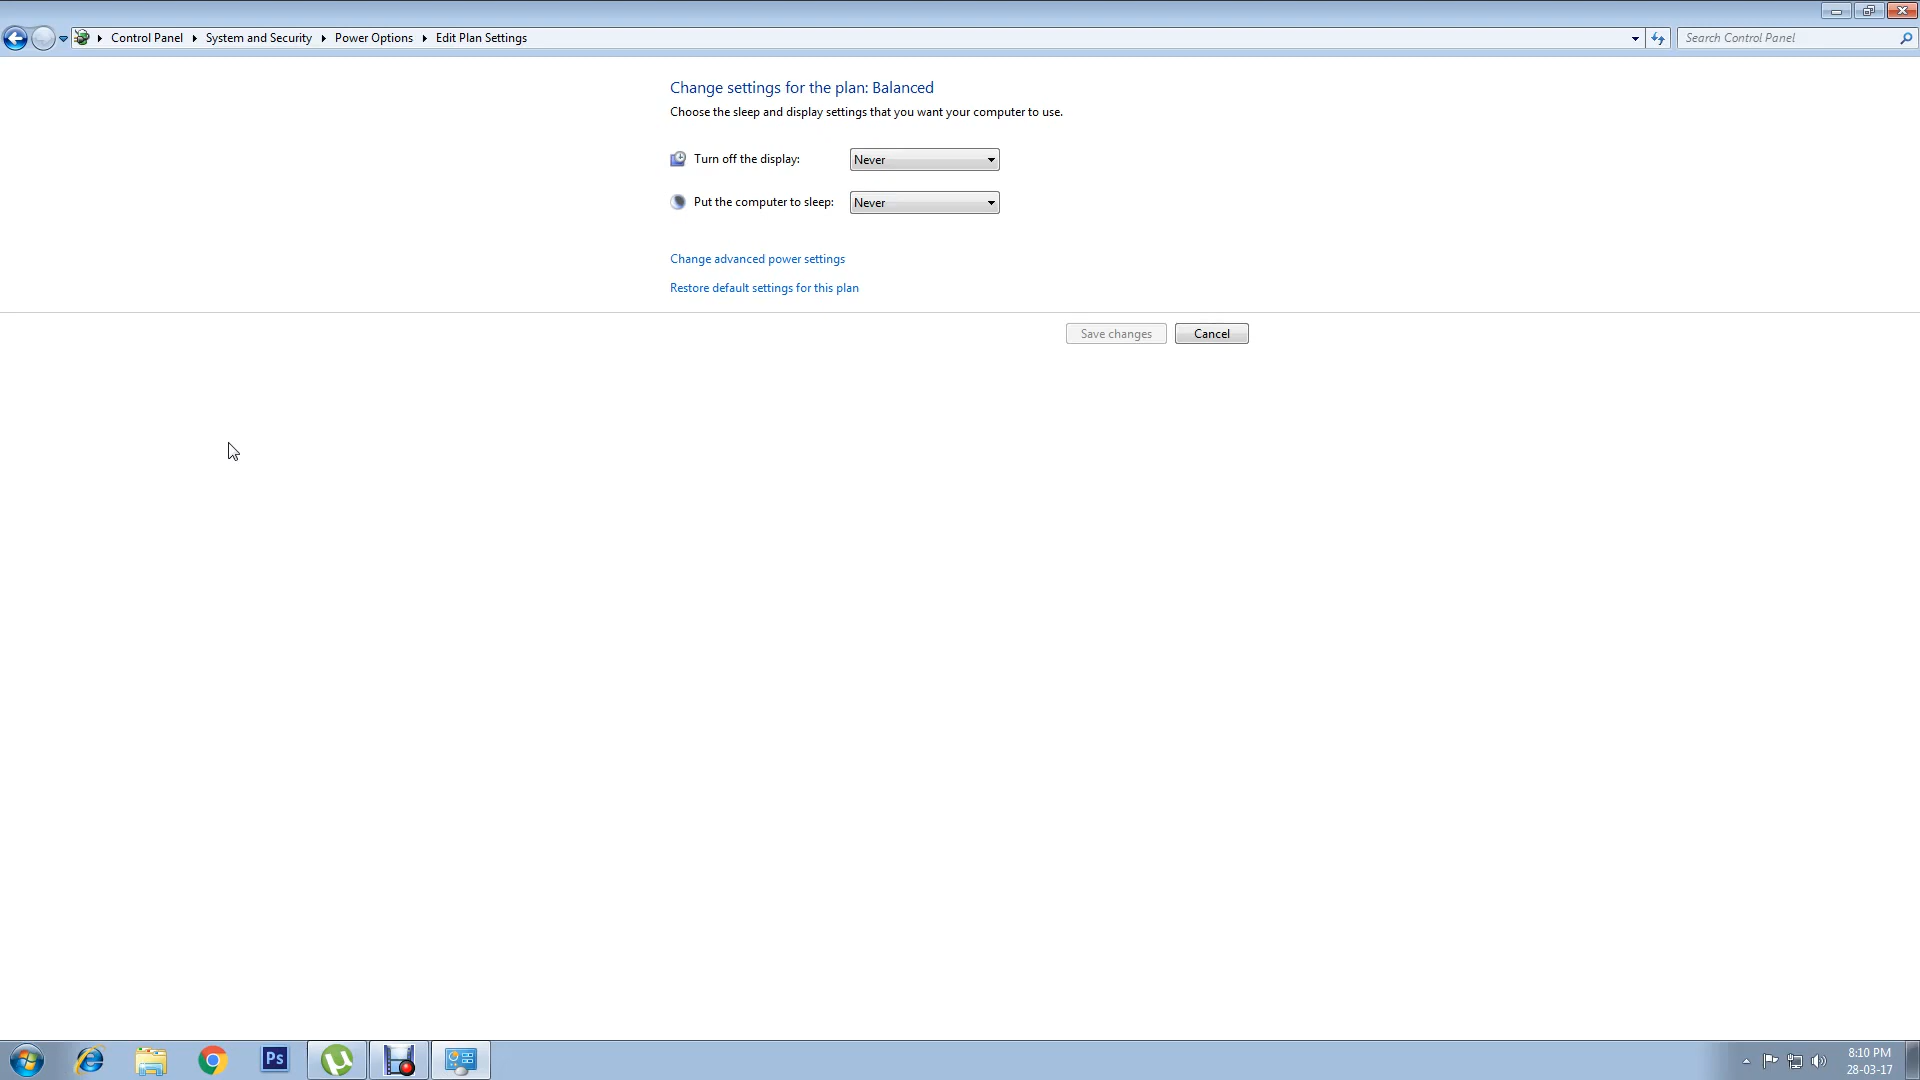 Control Panel System and Security Power Options Edit Plan Settings
Search Control Panel
Change settings for the plan: Balanced
Choose the sleep and display settings that you want your computer to use.
Turn off the display: Never
Put the computer to sleep: Never
Change advanced power settings
Restore default settings for this plan
Save changes Cancel
Ps
8:10 PM
28-03-17